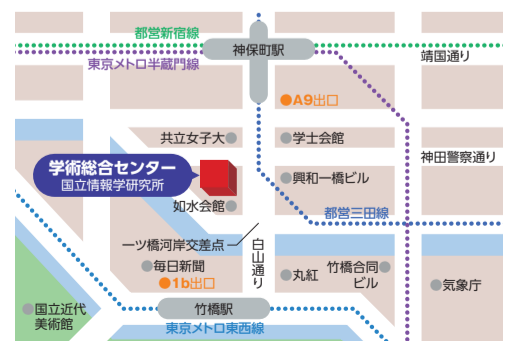 都営新宿線
神保町駅
東京メトロ半蔵門線
靖国通り
●A9出口
共立女子大●
●学士会館
神田警察通り
学術総合センター
国立情報学研究所
●興和一橋ビル
如水会館●
都営三田線
一ツ橋河岸交差点
白山通り
●毎日新聞
●1b出口
●丸紅
竹橋合同●
ビル
●気象庁
●国立近代
美術館
竹橋駅
東京メトロ東西線